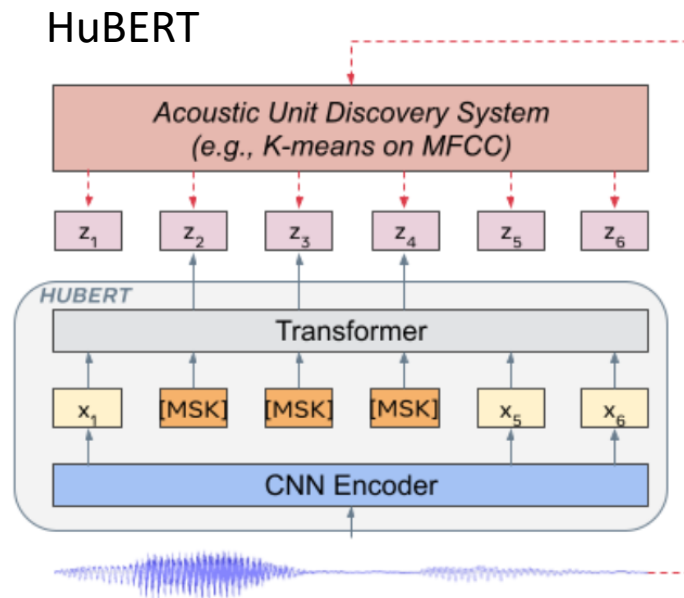 HuBERT
Acoustic Unit Discovery System
(e.g., K-means on MFCC)
z₁ z₂ z₃ z₄ z₅ z₆
HUBERT
Transformer
x₁ [MSK] [MSK] [MSK] x₅ x₆
CNN Encoder